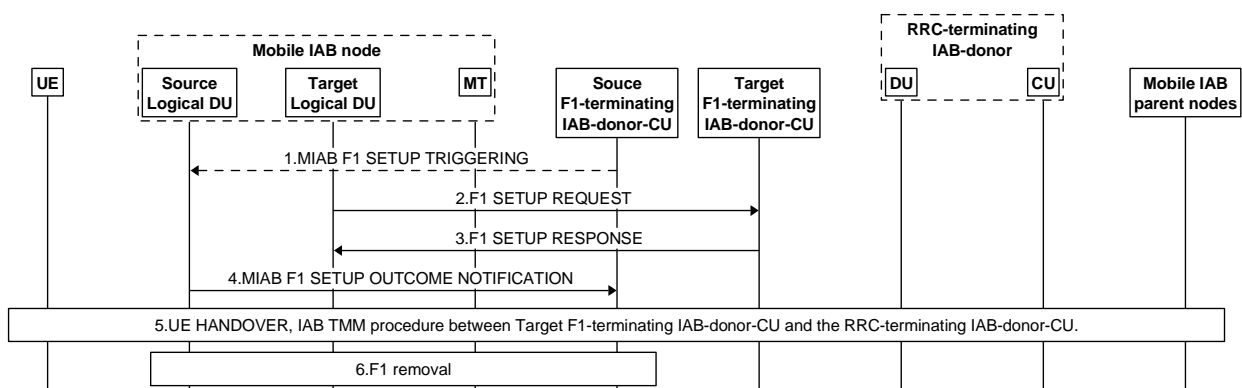 RRC-terminating
IAB-donor
Mobile IAB node
UE
Source
Logical DU
Target
Logical DU
MT
Souce
F1-terminating
IAB-donor-CU
Target
F1-terminating
IAB-donor-CU
DU
CU
Mobile IAB
parent nodes
1.MIAB F1 SETUP TRIGGERING
2.F1 SETUP REQUEST
3.F1 SETUP RESPONSE
4.MIAB F1 SETUP OUTCOME NOTIFICATION
5.UE HANDOVER, IAB TMM procedure between Target F1-terminating IAB-donor-CU and the RRC-terminating IAB-donor-CU.
6.F1 removal